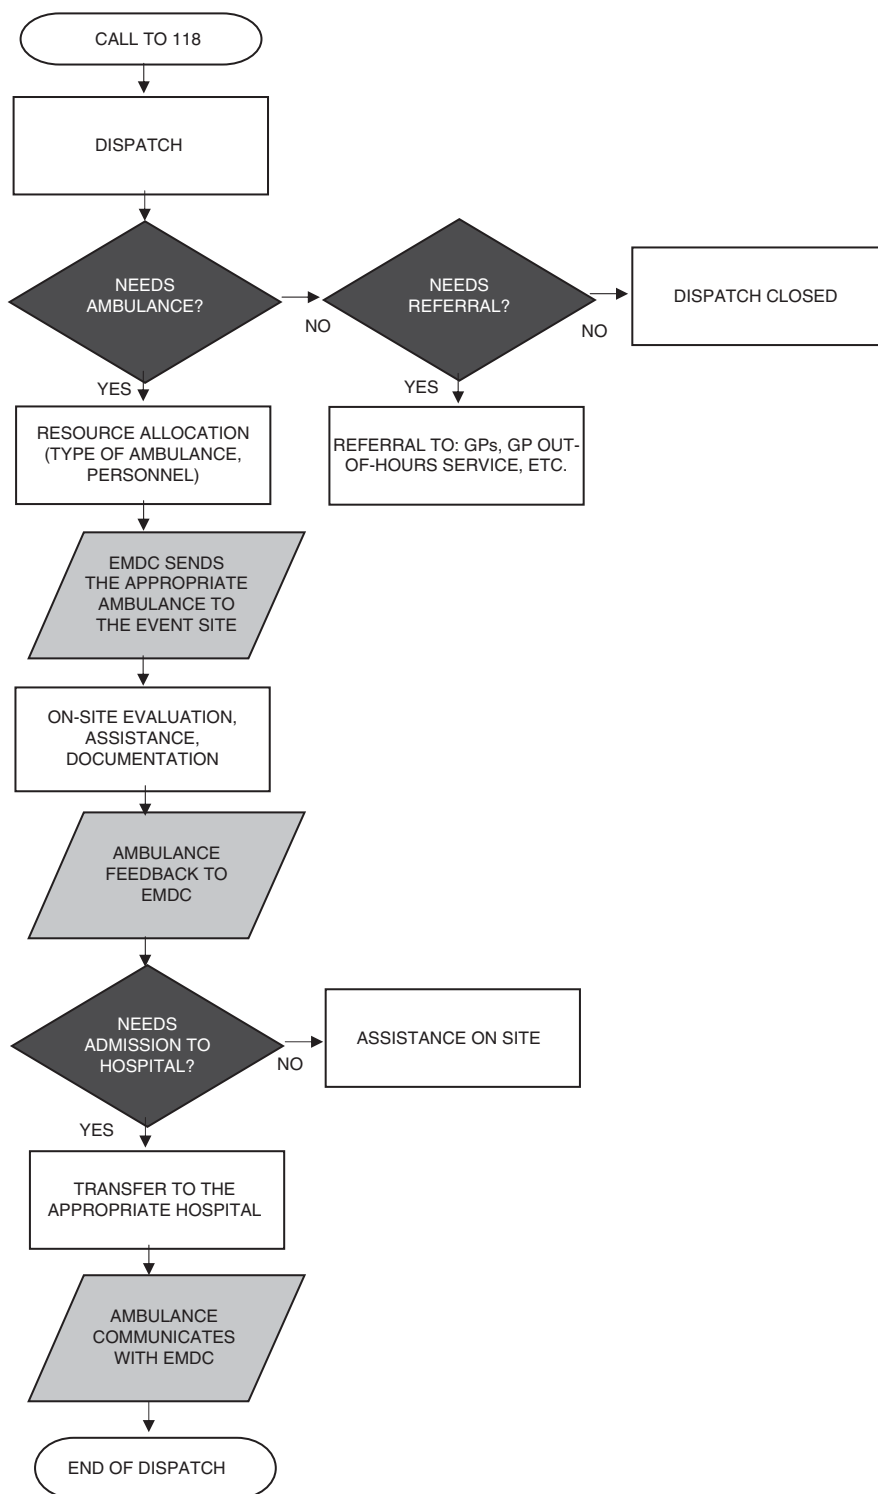 CALL TO 118
DISPATCH
NEEDS
AMBULANCE?
NO
NEEDS
REFERRAL?
NO
DISPATCH CLOSED
YES
YES
RESOURCE ALLOCATION
(TYPE OF AMBULANCE,
PERSONNEL)
REFERRAL TO: GPs, GP OUT-
OF-HOURS SERVICE, ETC.
EMDC SENDS
THE APPROPRIATE
AMBULANCE TO
THE EVENT SITE
ON-SITE EVALUATION,
ASSISTANCE,
DOCUMENTATION
AMBULANCE
FEEDBACK TO
EMDC
NEEDS
ADMISSION TO
HOSPITAL?
NO
ASSISTANCE ON SITE
YES
TRANSFER TO THE
APPROPRIATE HOSPITAL
AMBULANCE
COMMUNICATES
WITH EMDC
END OF DISPATCH